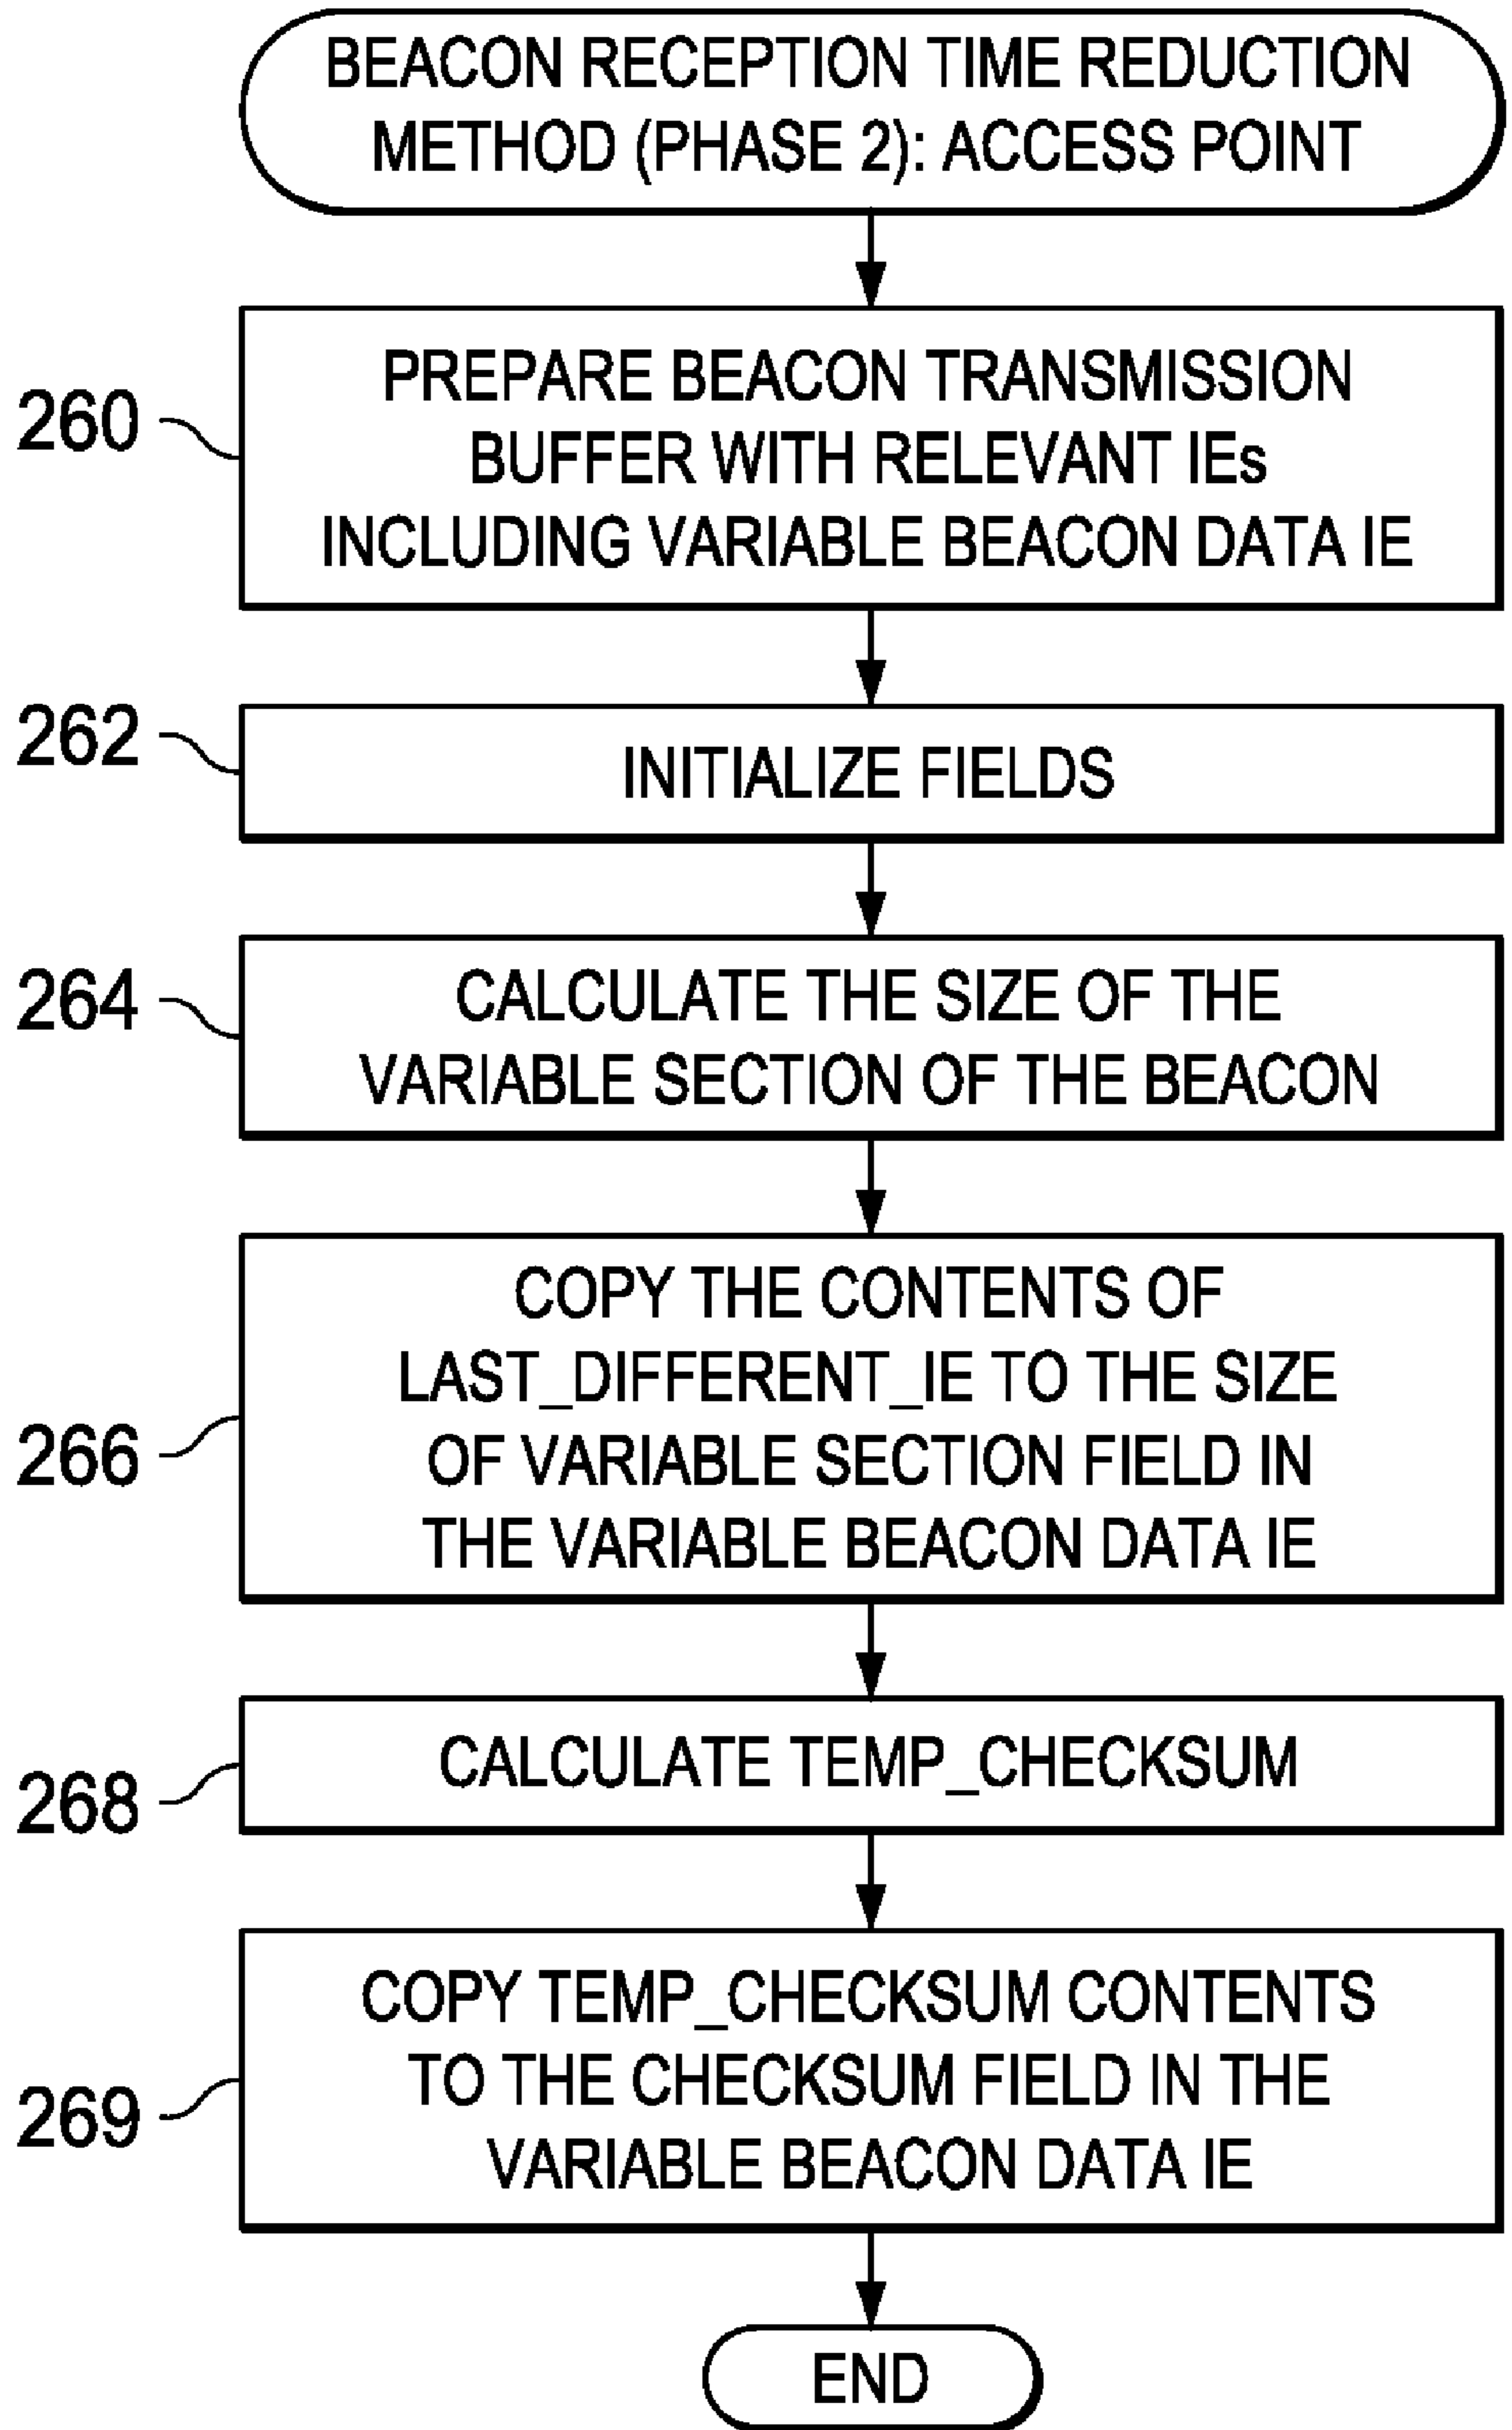 BEACON RECEPTION TIME REDUCTION
METHOD (PHASE 2): ACCESS POINT
260
PREPARE BEACON TRANSMISSION
BUFFER WITH RELEVANT IEs
INCLUDING VARIABLE BEACON DATA IE
262
INITIALIZE FIELDS
264
CALCULATE THE SIZE OF THE
VARIABLE SECTION OF THE BEACON
266
COPY THE CONTENTS OF
LAST_DIFFERENT_IE TO THE SIZE
OF VARIABLE SECTION FIELD IN
THE VARIABLE BEACON DATA IE
268
CALCULATE TEMP_CHECKSUM
269
COPY TEMP_CHECKSUM CONTENTS
TO THE CHECKSUM FIELD IN THE
VARIABLE BEACON DATA IE
END